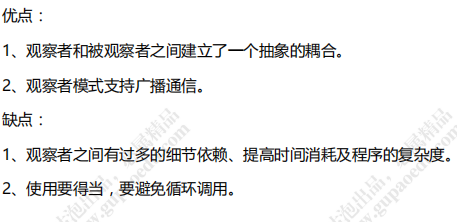 优点：
1、观察者和被观察者之间建立了一个抽象的耦合。
2、观察者模式支持广播通信。
缺点：
1、观察者之间有过多的细节依赖、提高时间消耗及程序的复杂度。
2、使用要得当，要避免循环调用。